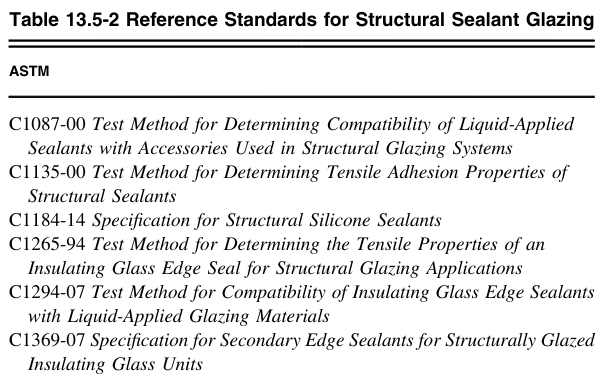 Table 13.5-2 Reference Standards for Structural Sealant Glazing
ASTM
C1087-00 Test Method for Determining Compatibility of Liquid-Applied
Sealants with Accessories Used in Structural Glazing Systems
C1135-00 Test Method for Determining Tensile Adhesion Properties of
Structural Sealants
C1184-14 Specification for Structural Silicone Sealants
C1265-94 Test Method for Determining the Tensile Properties of an
Insulating Glass Edge Seal for Structural Glazing Applications
C1294-07 Test Method for Compatibility of Insulating Glass Edge Sealants
with Liquid-Applied Glazing Materials
C1369-07 Specification for Secondary Edge Sealants for Structurally Glazed
Insulating Glass Units